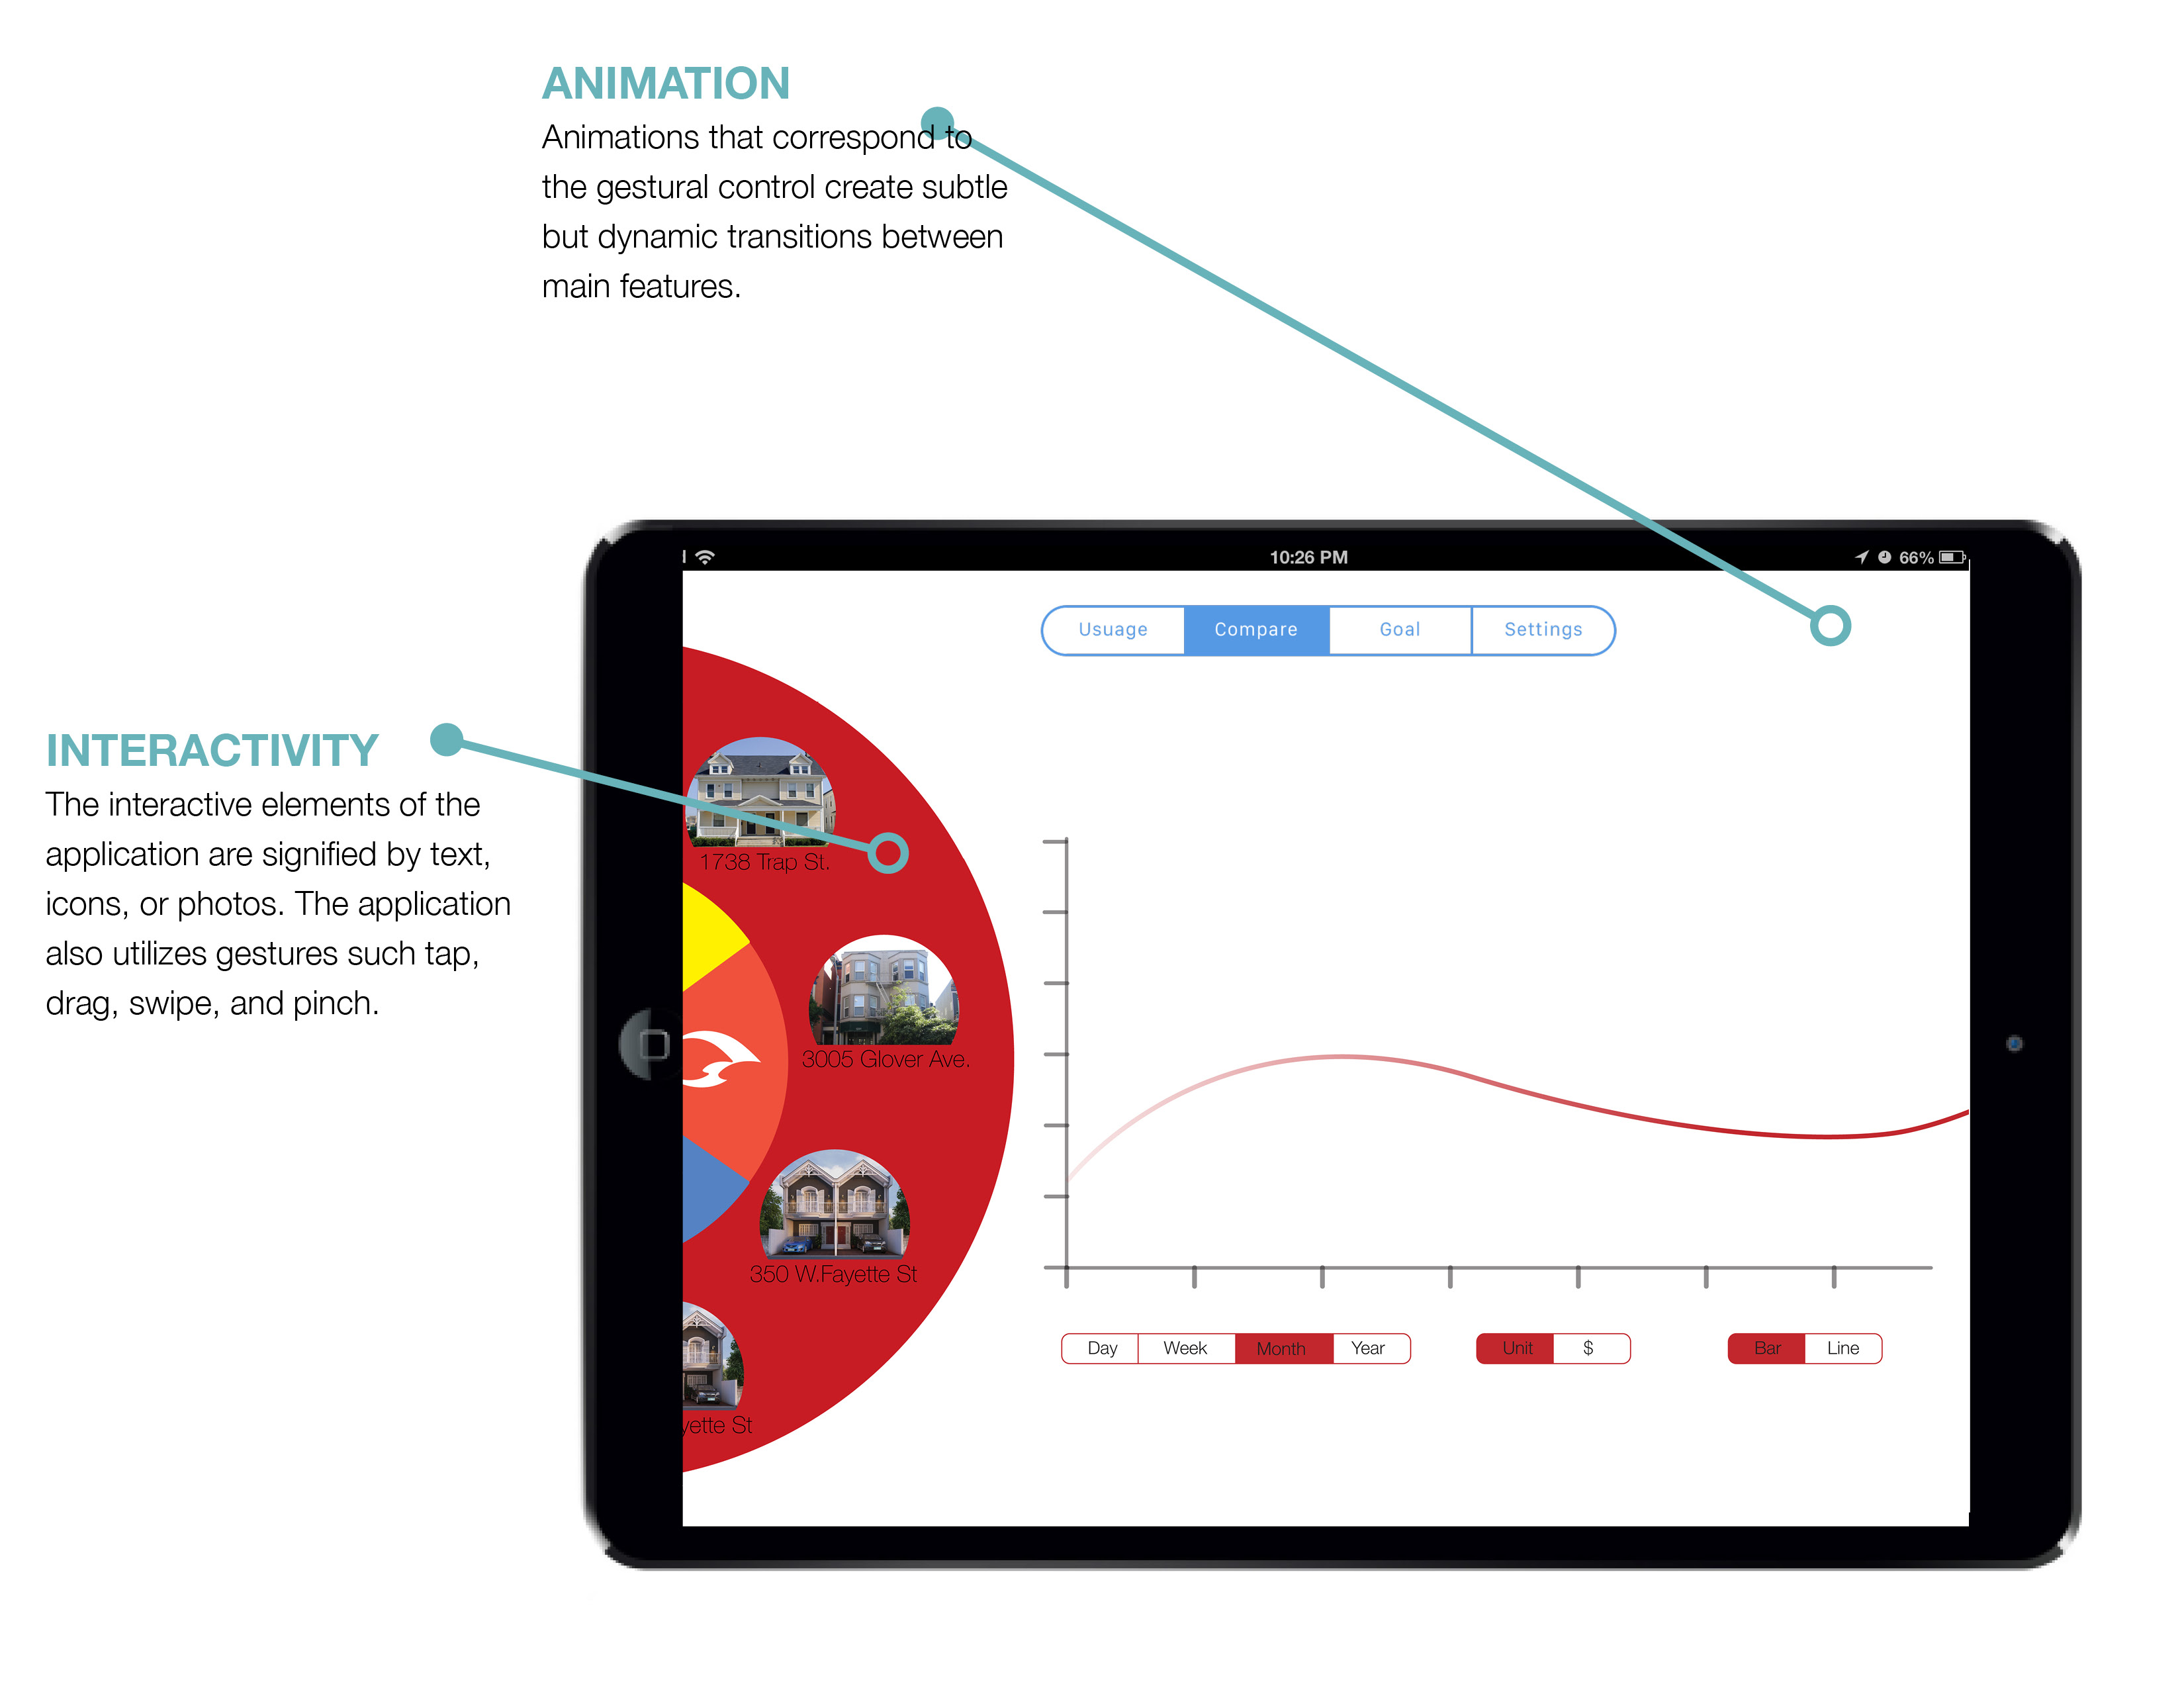 ANIMATION
Animations that correspond to
the gestural control create subtle
but dynamic transitions between
main features.
10:26 PM
66%
Usuage
Compare
Goal
Settings
INTERACTIVITY
The interactive elements of the
application are signified by text,
icons, or photos. The application
also utilizes gestures such tap,
drag, swipe, and pinch.
1738 Trap St.
3005 Glover Ave.
350 W.Fayette St
yette St
Day
Week
Month
Year
Unit
$
Bar
Line